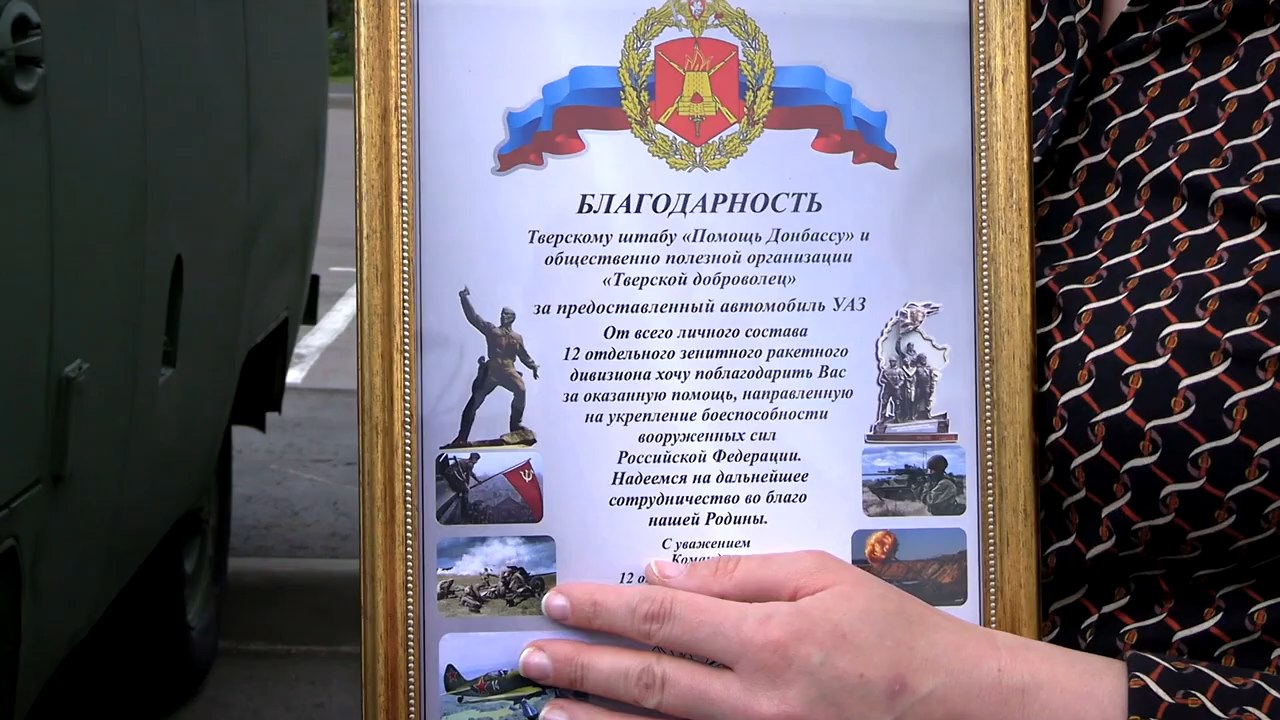 БЛАГОДАРНОСТЬ
Тверскому штабу «Помощь Донбассу» и
общественно полезной организации
«Тверской доброволец»
за предоставленный автомобиль УАЗ
От всего личного состава
12 отдельного зенитного ракетного
дивизиона хочу поблагодарить Вас
за оказанную помощь, направленную
на укрепление боеспособности
вооруженных сил
Российской Федерации.
Надеемся на дальнейшее
сотрудничество во благо
нашей Родины.
С уважением
12